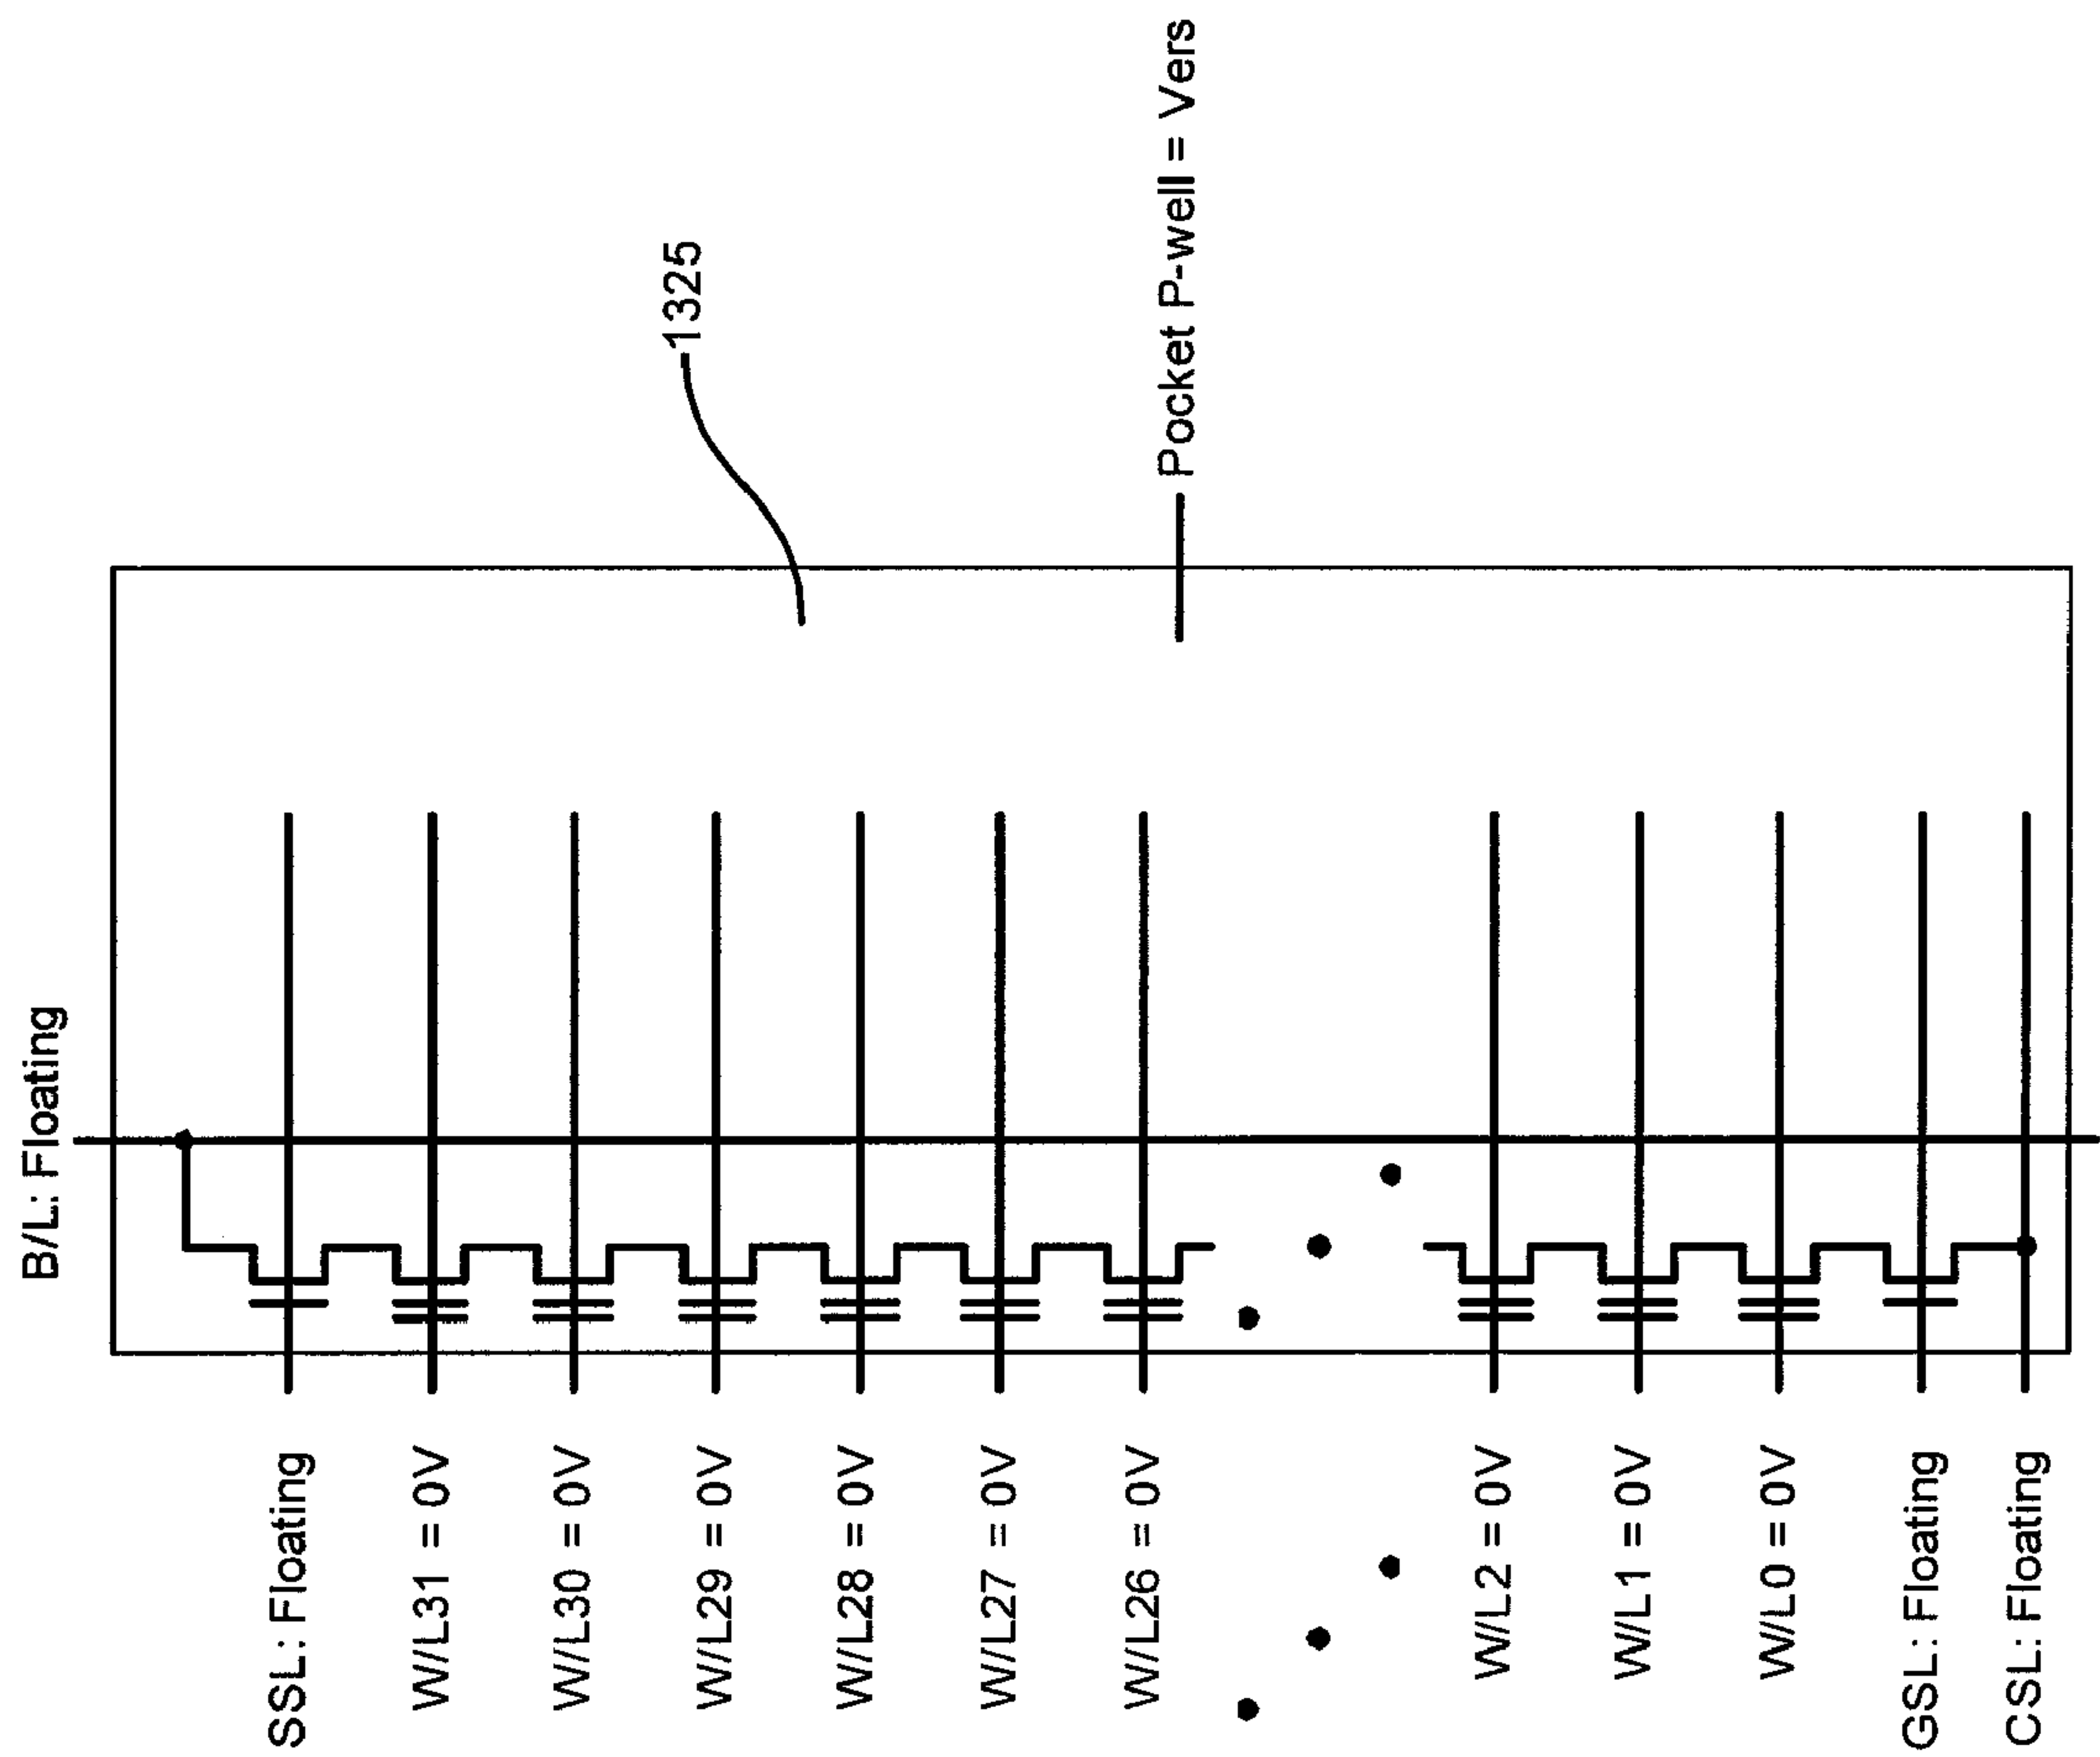 B/L: Floating
SSL: Floating
W/L31 = 0V
W/L30 = 0V
W/L29 = 0V
W/L28 = 0V
W/L27 = 0V
W/L26 = 0V
W/L2 = 0V
W/L1 = 0V
W/L0 = 0V
GSL: Floating
CSL: Floating
1325
Pocket P-well = Vers